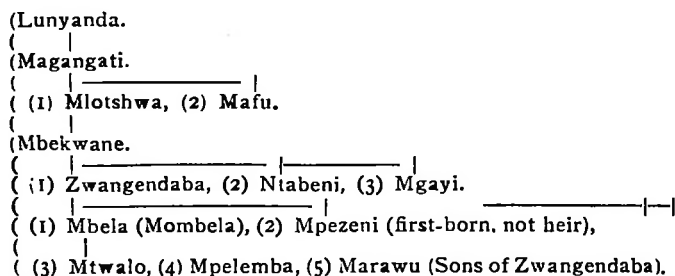 (Lunyanda.
(Magangati.
( (1) Mlotshwa, (2) Mafu.
(Mbekwane.
( (1) Zwangendaba, (2) Ntabeni, (3) Mgayi.
( (1) Mbela (Mombela), (2) Mpezeni (first-born, not heir),
( (3) Mtwalo, (4) Mpelemba, (5) Marawu (Sons of Zwangendaba).